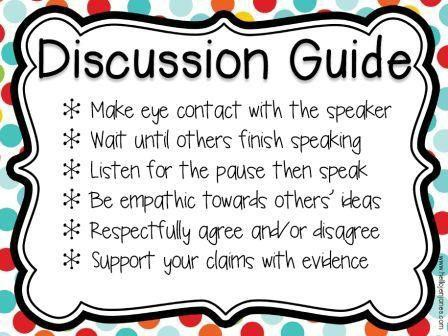 Discussion Guide
Make eye contact with the speaker
Wait until others finish speaking
Listen for the pause then speak
Be empathic towards others' ideas
Respectfully agree and/or disagree
Support your claims with evidence